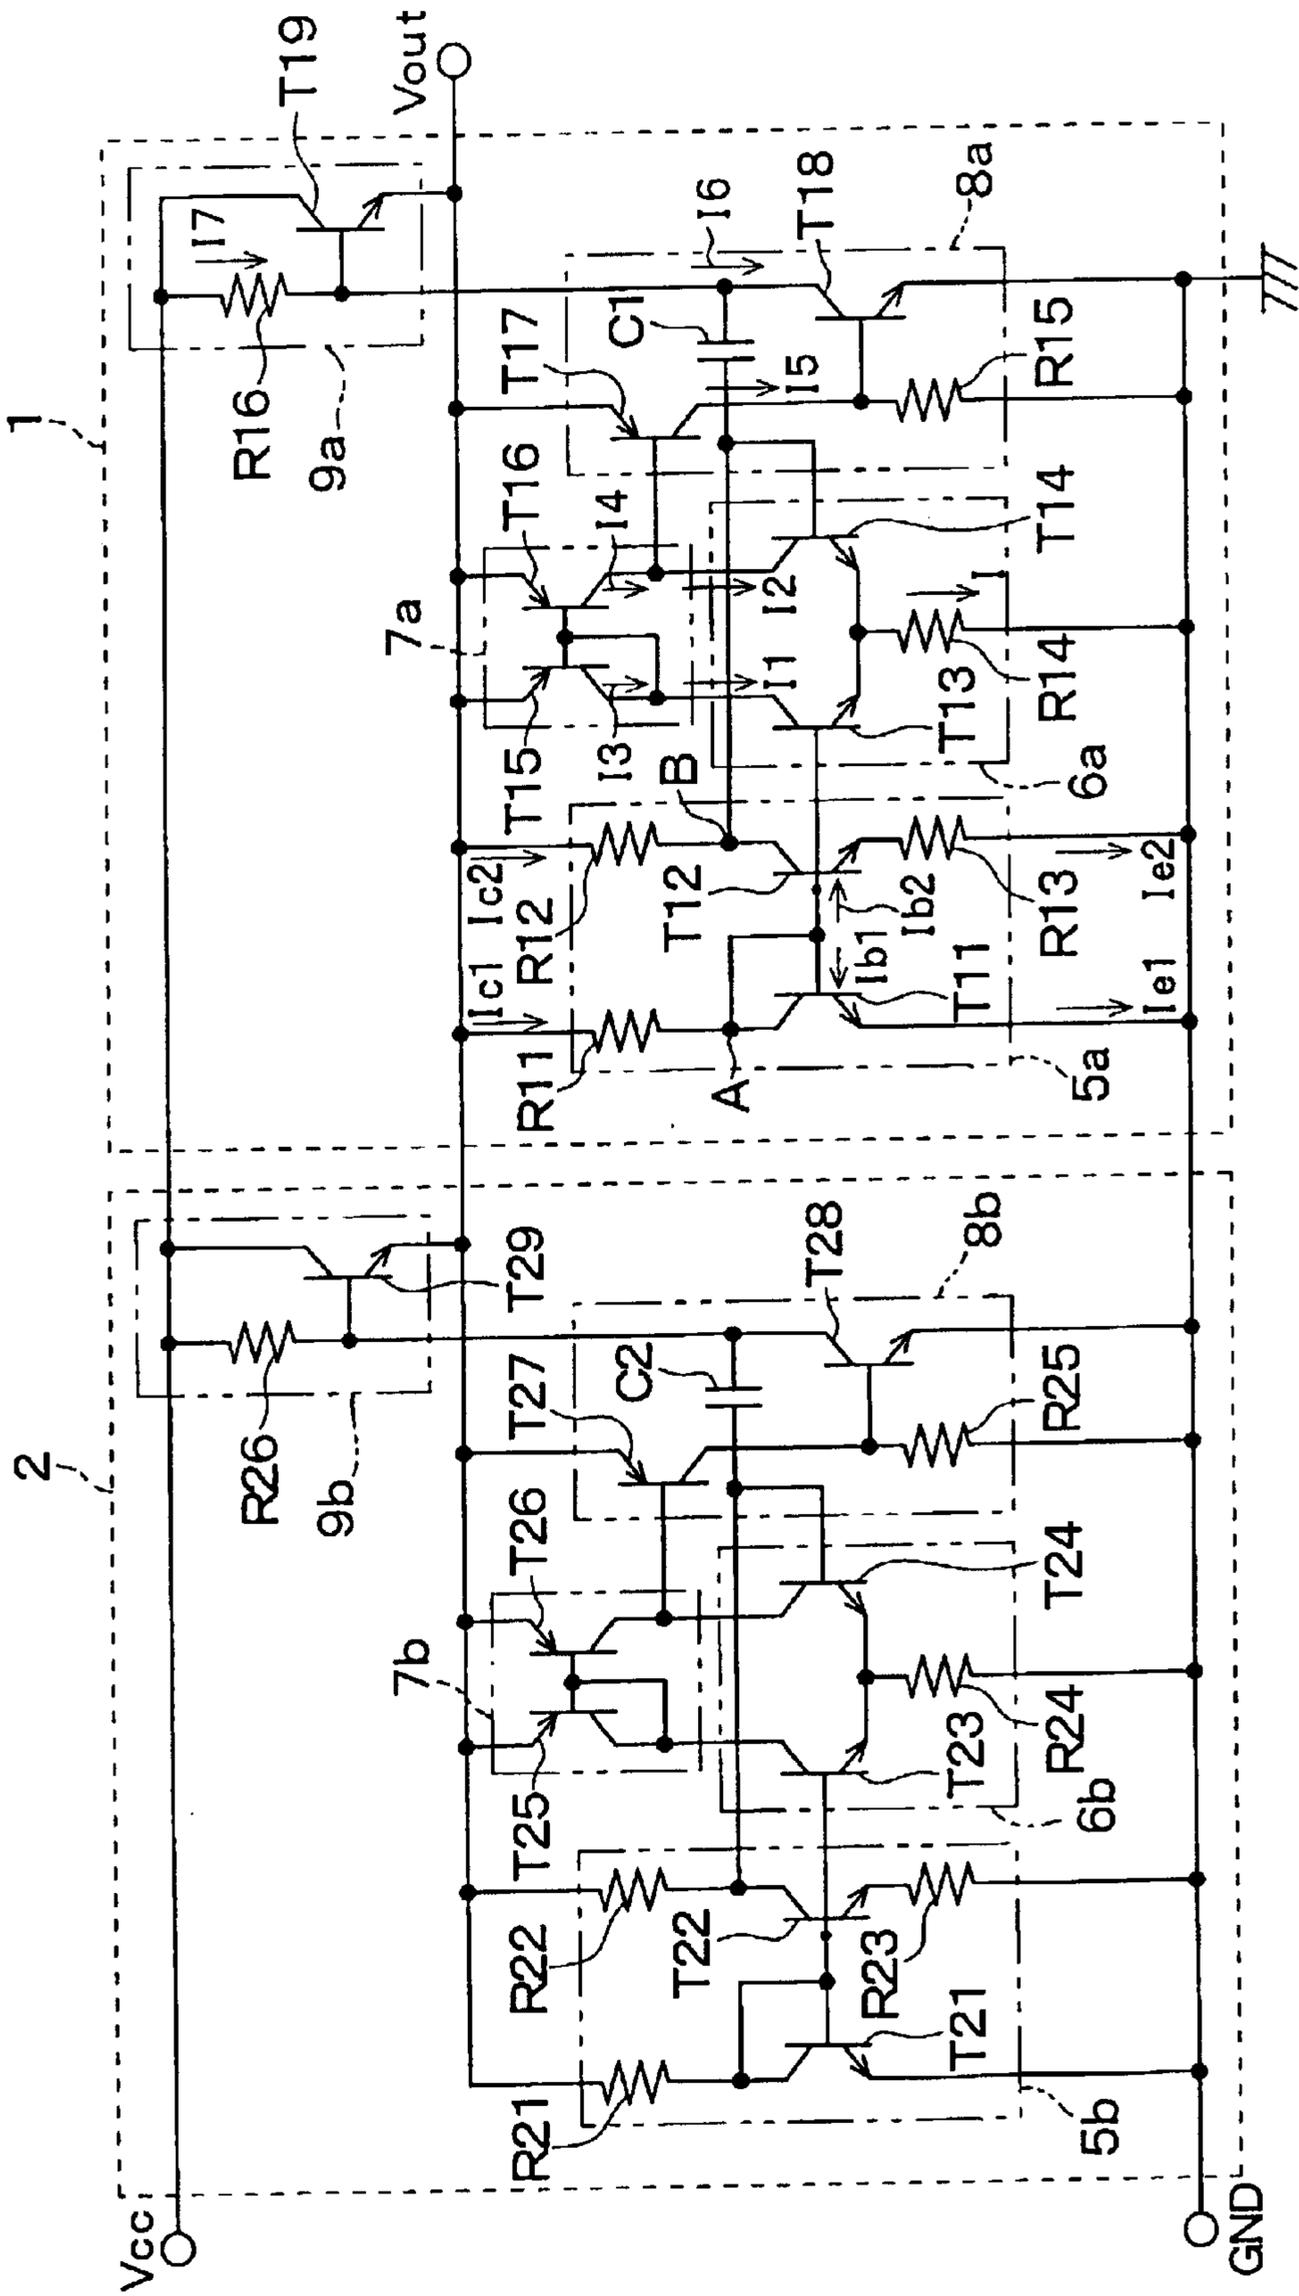 1
2
Vcc
Vout
GND
T19
I7
R16
9a
T29
R26
9b
7a
T15
T16
I3
I4
T17
C1
I6
T18
8a
I5
R15
I1
I2
T13
T14
R14
I
6a
B
A
Ic1
Ic2
R11
R12
T12
Ib1
Ib2
T11
R13
Ie1
Ie2
5a
7b
T25
T26
T27
C2
T28
8b
R25
T23
T24
R24
6b
R21
R22
T22
T21
R23
5b